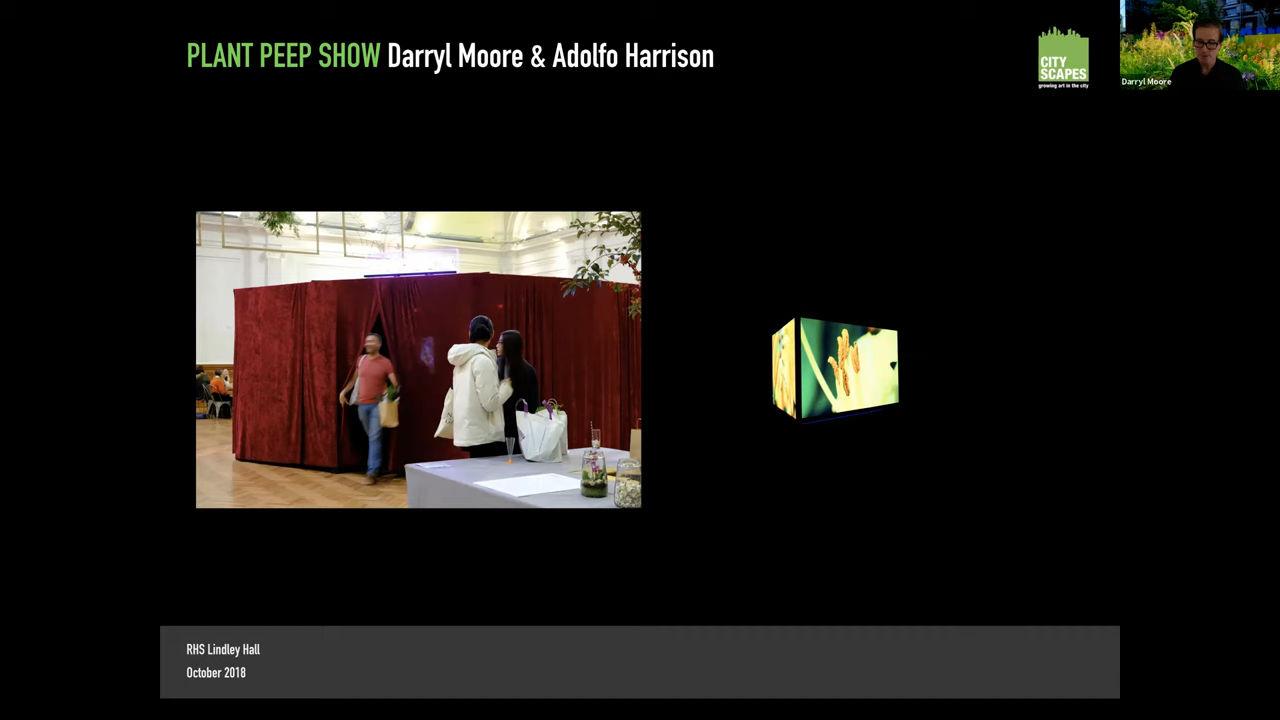 PLANT PEEP SHOW Darryl Moore & Adolfo Harrison
CITY
SCAPES
growing art in the city
Darryl Moore
RHS Lindley Hall
October 2018